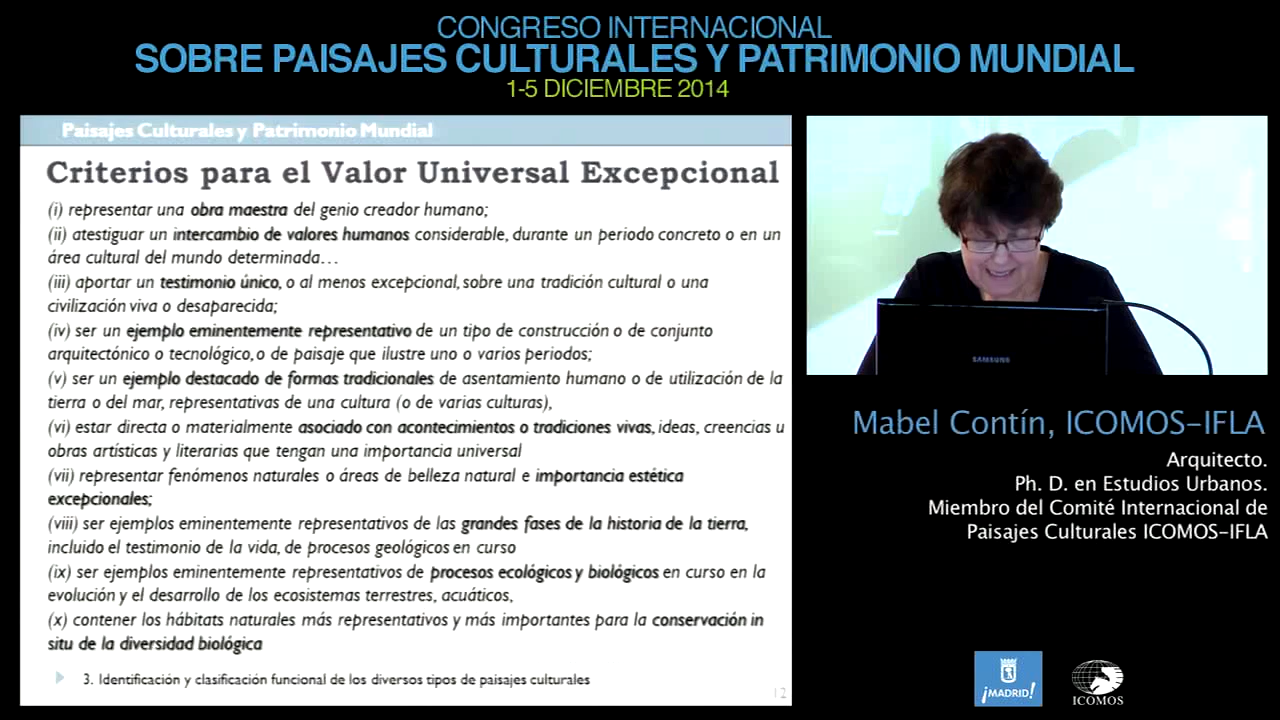 CONGRESO INTERNACIONAL
SOBRE PAISAJES CULTURALES Y PATRIMONIO MUNDIAL
1-5 DICIEMBRE 2014
Paisajes Culturales y Patrimonio Mundial
Criterios para el Valor Universal Excepcional
(i) representar una obra maestra del genio creador humano;
(ii) atestiguar un intercambio de valores humanos considerable, durante un periodo concreto o en un
área cultural del mundo determinada…
(iii) aportar un testimonio único, o al menos excepcional, sobre una tradición cultural o una
civilización viva o desaparecida;
(iv) ser un ejemplo eminentemente representativo de un tipo de construcción o de conjunto
arquitectónico o tecnológico, o de paisaje que ilustre uno o varios periodos;
(v) ser un ejemplo destacado de formas tradicionales de asentamiento humano o de utilización de la
tierra o del mar, representativas de una cultura (o de varias culturas),
(vi) estar directa o materialmente asociado con acontecimientos o tradiciones vivas, ideas, creencias u
obras artísticas y literarias que tengan una importancia universal
(vii) representar fenómenos naturales o áreas de belleza natural e importancia estética
excepcionales;
(viii) ser ejemplos eminentemente representativos de las grandes fases de la historia de la tierra,
incluido el testimonio de la vida, de procesos geológicos en curso
(ix) ser ejemplos eminentemente representativos de procesos ecológicos y biológicos en curso en la
evolución y el desarrollo de los ecosistemas terrestres, acuáticos,
(x) contener los hábitats naturales más representativos y más importantes para la conservación in
situ de la diversidad biológica
3. Identificación y clasificación funcional de los diversos tipos de paisajes culturales
12
SAMSUNG
Mabel Contín, ICOMOS-IFLA
Arquitecto.
Ph. D. en Estudios Urbanos.
Miembro del Comité Internacional de
Paisajes Culturales ICOMOS-IFLA
¡MADRID!
ICOMOS